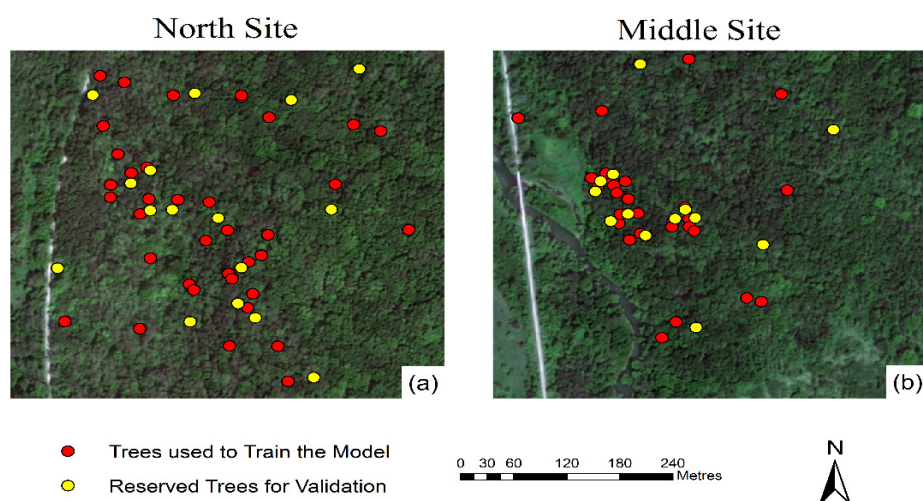 North Site
Middle Site
(a)
(b)
Trees used to Train the Model
Reserved Trees for Validation
0 15 30 60 120 180 240
Metres
N